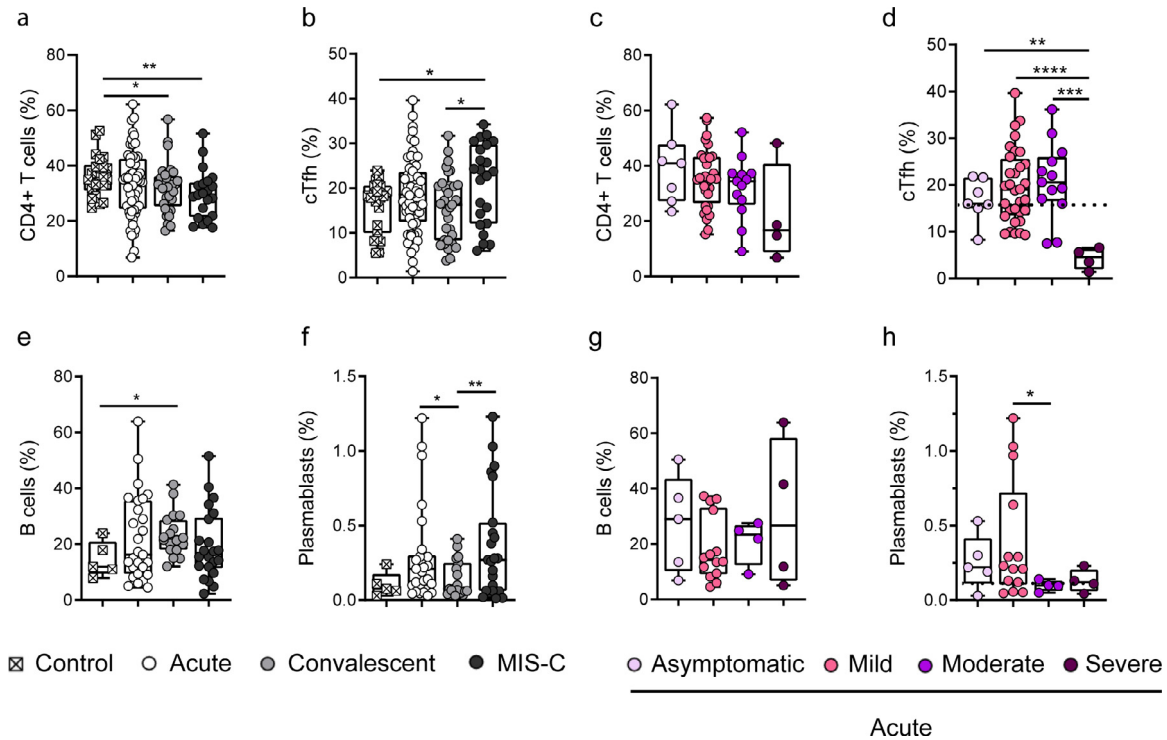 a
b
c
d
CD4+ T cells (%)
80
60
40
20
0
* **
cTfh (%)
50
40
30
20
10
0
*
*
CD4+ T cells (%)
80
60
40
20
0
cTfh (%)
50
40
30
20
10
0
**
****
***
e
f
g
h
B cells (%)
80
60
40
20
0
*
Plasmablasts (%)
1.5
1.0
0.5
0.0
*
**
B cells (%)
80
60
40
20
0
Plasmablasts (%)
1.5
1.0
0.5
0.0
*
Control Acute Convalescent MIS-C
Asymptomatic Mild Moderate Severe
Acute